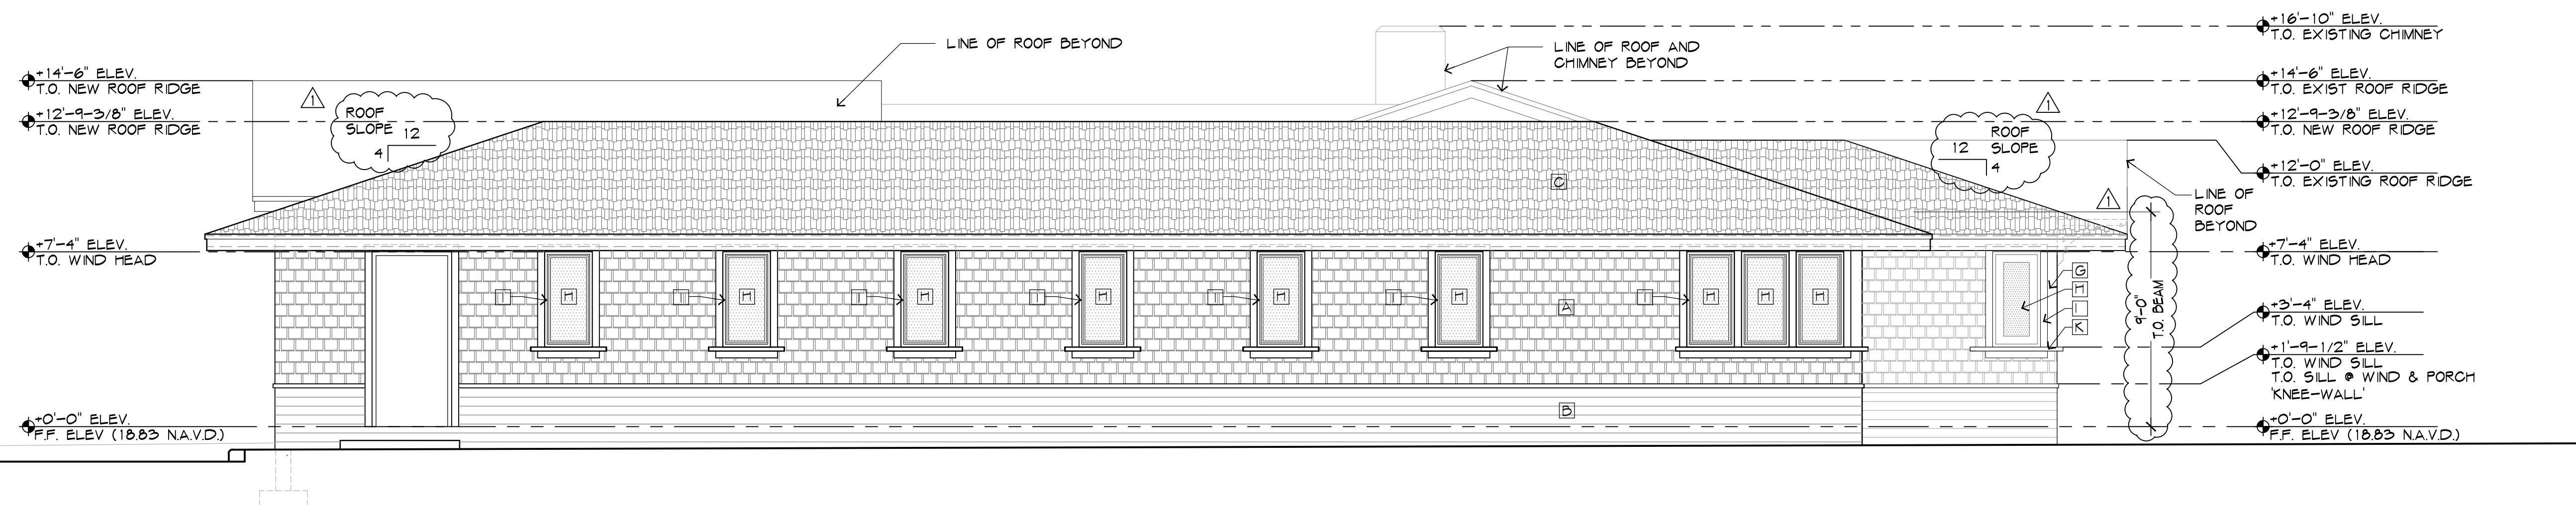 +14'-6" ELEV.
T.O. NEW ROOF RIDGE
+12'-9-3/8" ELEV.
T.O. NEW ROOF RIDGE
+7'-4" ELEV.
T.O. WIND HEAD
+0'-0" ELEV.
F.F. ELEV (18.83 N.A.V.D.)
1
ROOF
SLOPE
12
4
LINE OF ROOF BEYOND
LINE OF ROOF AND
CHIMNEY BEYOND
C
I
H
I
H
I
H
I
H
I
H
I
H
A
I
H
H
H
B
1
ROOF
SLOPE
12
4
1
LINE OF
ROOF
BEYOND
G
H
I
K
9'-0"
T.O. BEAM
+16'-10" ELEV.
T.O. EXISTING CHIMNEY
+14'-6" ELEV.
T.O. EXIST ROOF RIDGE
+12'-9-3/8" ELEV.
T.O. NEW ROOF RIDGE
+12'-0" ELEV.
T.O. EXISTING ROOF RIDGE
+7'-4" ELEV.
T.O. WIND HEAD
+3'-4" ELEV.
T.O. WIND SILL
+1'-9-1/2" ELEV.
T.O. WIND SILL
T.O. SILL @ WIND & PORCH
'KNEE-WALL'
+0'-0" ELEV.
F.F. ELEV (18.83 N.A.V.D.)